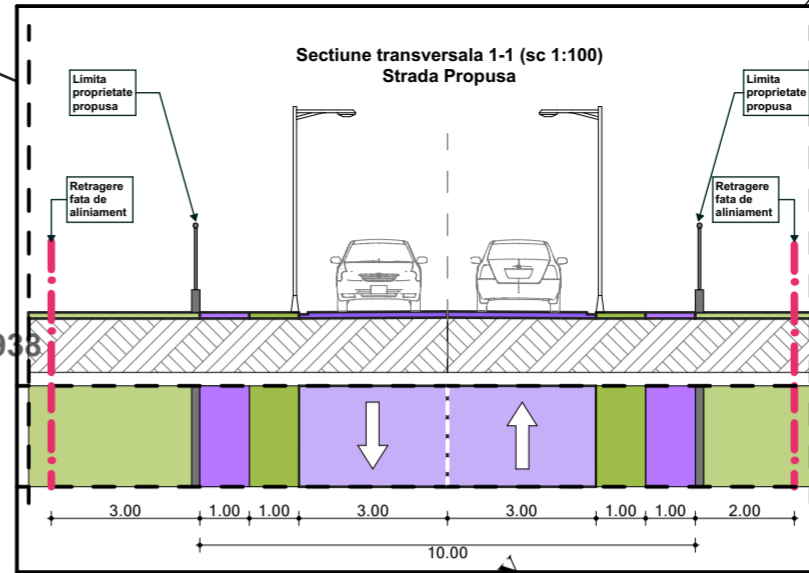 Sectiune transversala 1-1 (sc 1:100)
Strada Propusa
Limita
proprietate
propusa
Limita
proprietate
propusa
Retragere
fata de
aliniament
Retragere
fata de
aliniament
938
3.00 1.00 1.00 3.00 3.00 1.00 1.00 2.00
10.00